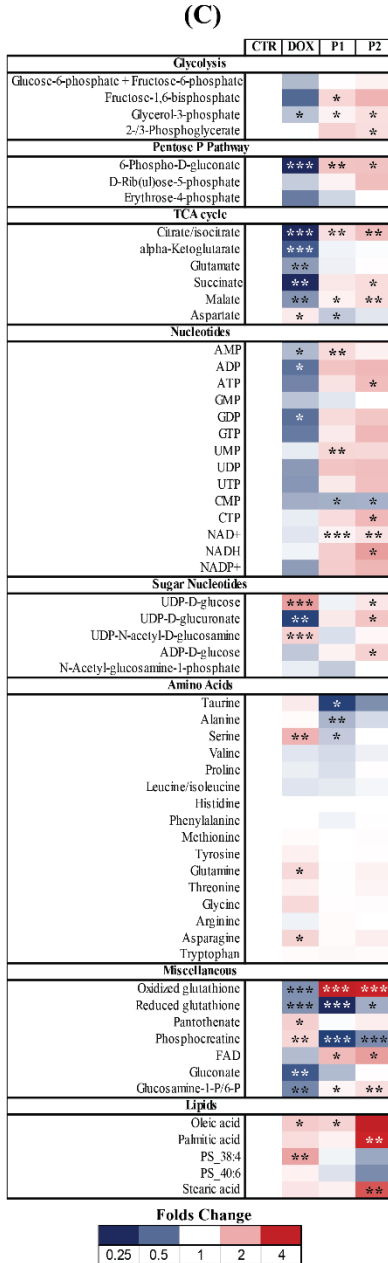 (C)
CTR DOX P1 P2
Glycolysis
Glucose-6-phosphate + Fructose-6-phosphate
Fructose-1,6-bisphosphate *
Glycerol-3-phosphate * * *
2-/3-Phosphoglycerate *
Pentose P Pathway
6-Phospho-D-gluconate *** ** *
D-Rib(ul)ose-5-phosphate
Erythrose-4-phosphate
TCA cycle
Citrate/isocitrate *** ** **
alpha-Ketoglutarate ***
Glutamate **
Succinate ** *
Malate ** * **
Aspartate * *
Nucleotides
AMP * **
ADP *
ATP *
GMP
GDP *
GTP
UMP **
UDP
UTP
CMP * *
CTP *
NAD+ *** **
NADH *
NADP+
Sugar Nucleotides
UDP-D-glucose *** *
UDP-D-glucuronate ** *
UDP-N-acetyl-D-glucosamine ***
ADP-D-glucose *
N-Acetyl-glucosamine-1-phosphate
Amino Acids
Taurine *
Alanine **
Serine ** *
Valine
Proline
Leucine/isoleucine
Histidine
Phenylalanine
Methionine
Tyrosine
Glutamine *
Threonine
Glycine
Arginine
Asparagine *
Tryptophan
Miscellaneous
Oxidized glutathione *** *** ***
Reduced glutathione *** *** *
Pantothenate *
Phosphocreatine ** *** ***
FAD * *
Gluconate **
Glucosamine-1-P/6-P ** * **
Lipids
Oleic acid * *
Palmitic acid **
PS_38:4 **
PS_40:6
Stearic acid **
Folds Change
0.25 0.5 1 2 4